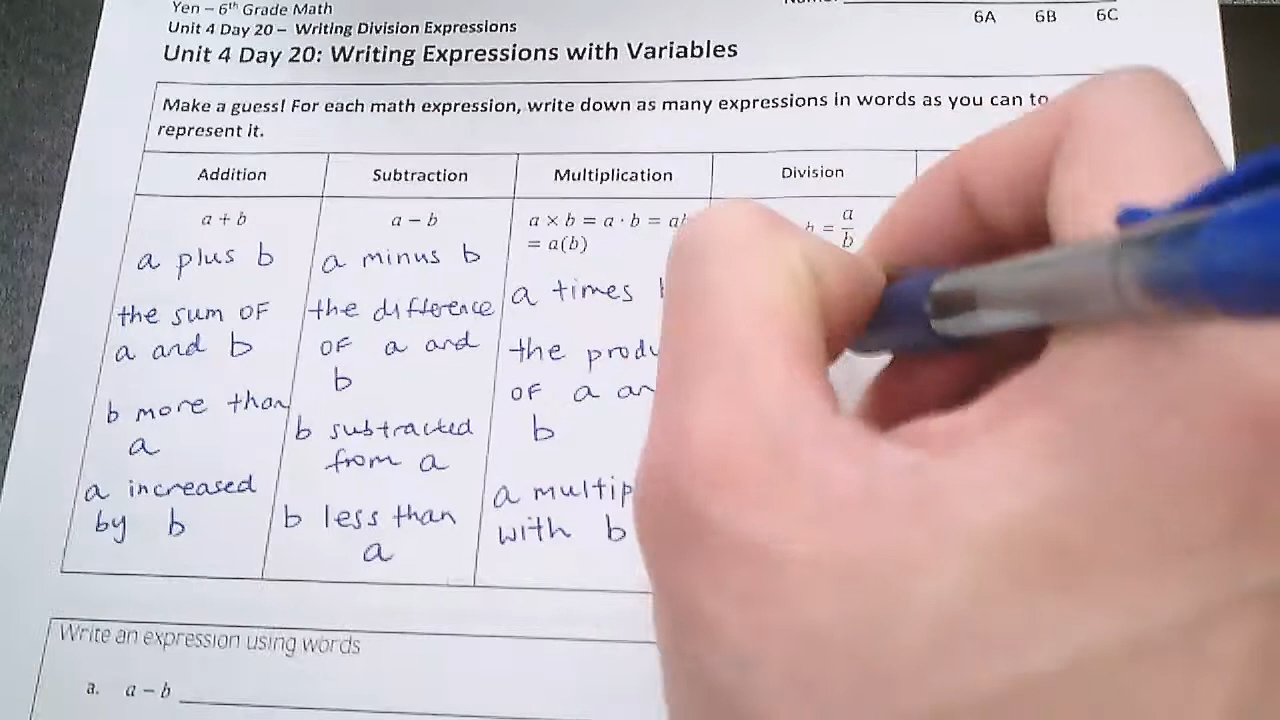 Yen – 6th Grade Math
6A 6B 6C
Unit 4 Day 20 – Writing Division Expressions
Unit 4 Day 20: Writing Expressions with Variables
Make a guess! For each math expression, write down as many expressions in words as you can to
represent it.
Addition
a + b
a plus b
the sum OF
a and b
b more than
a
a increased
by b
Subtraction
a − b
a minus b
the difference
OF a and
b
b subtracted
from a
b less than
a
Multiplication
a × b = a · b =
= a(b)
a times
the
OF a
b
a
with b
Division
= a/b
Write an expression using words
a. a − b